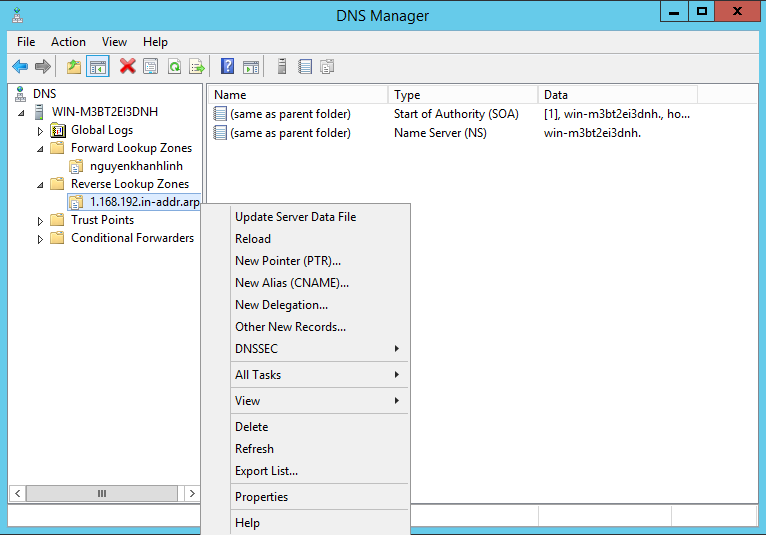 DNS Manager
File Action View Help
DNS
WIN-M3BT2EI3DNH
Global Logs
Forward Lookup Zones
nguyenkhanhlinh
Reverse Lookup Zones
1.168.192.in-addr.arp
Trust Points
Conditional Forwarders
Name Type Data
(same as parent folder) Start of Authority (SOA) [1], win-m3bt2ei3dnh., ho...
(same as parent folder) Name Server (NS) win-m3bt2ei3dnh.
Update Server Data File
Reload
New Pointer (PTR)...
New Alias (CNAME)...
New Delegation...
Other New Records...
DNSSEC
All Tasks
View
Delete
Refresh
Export List...
Properties
Help